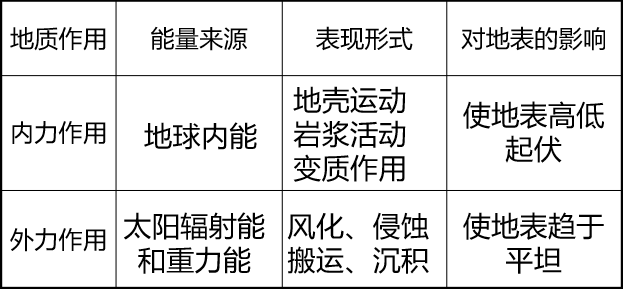 地质作用 能量来源 表现形式 对地表的影响
内力作用 地球内能 地壳运动
岩浆活动
变质作用 使地表高低
起伏
外力作用 太阳辐射能
和重力能 风化、侵蚀
搬运、沉积 使地表趋于
平坦